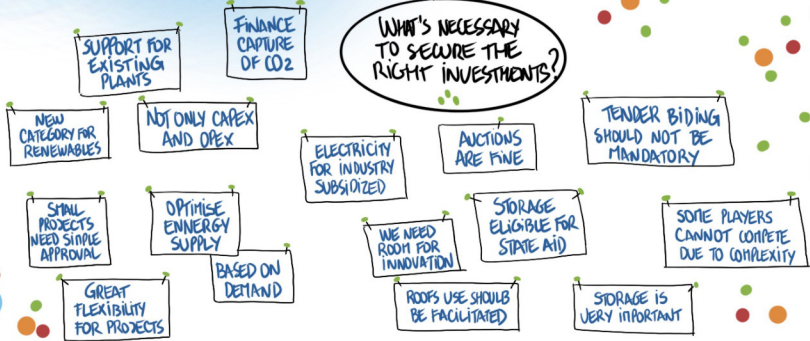 WHAT'S NECESSARY
TO SECURE THE
RIGHT INVESTMENTS?
FINANCE
CAPTURE
OF CO2
SUPPORT FOR
EXISTING
PLANTS
NEW
CATEGORY FOR
RENEWABLES
NOT ONLY CAPEX
AND OPEX
ELECTRICITY
FOR INDUSTRY
SUBSIDIZED
AUCTIONS
ARE FINE
TENDER BIDING
SHOULD NOT BE
MANDATORY
SMALL
PROJECTS
NEED SIMPLE
APPROVAL
OPTIMISE
ENNERGY
SUPPLY
BASED ON
DEMAND
WE NEED
ROOM FOR
INNOVATION
STORAGE
ELIGIBLE FOR
STATE AID
SOME PLAYERS
CANNOT COMPETE
DUE TO COMPLEXITY
GREAT
FLEXIBILITY
FOR PROJECTS
ROOFS USE SHOULB
BE FACILITATED
STORAGE IS
VERY IMPORTANT